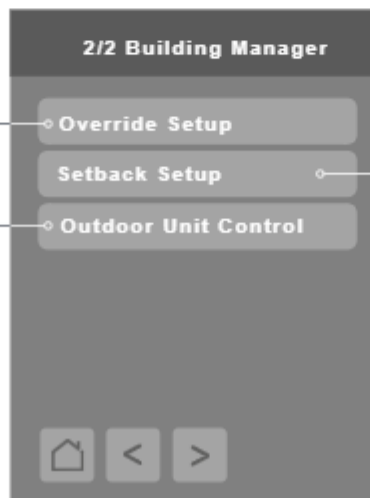 2/2 Building Manager
Override Setup
Setback Setup
Outdoor Unit Control
< >